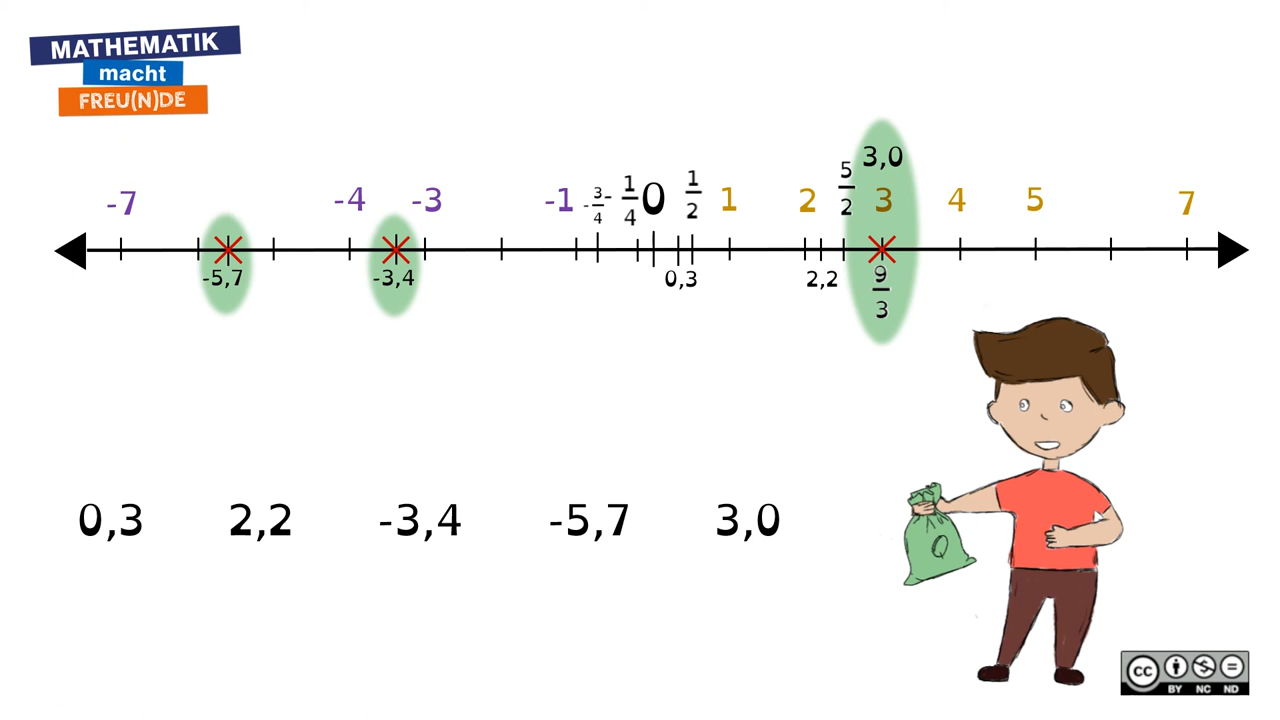 MATHEMATIK
macht
FREU(N)DE
3,0
-7 -4 -3 -1 -3/4 -1/4 0 1/2 1 2 5/2 3 4 5 7
-5,7 -3,4 0,3 2,2 9/3
0,3 2,2 -3,4 -5,7 3,0
Q
cc
BY NC ND